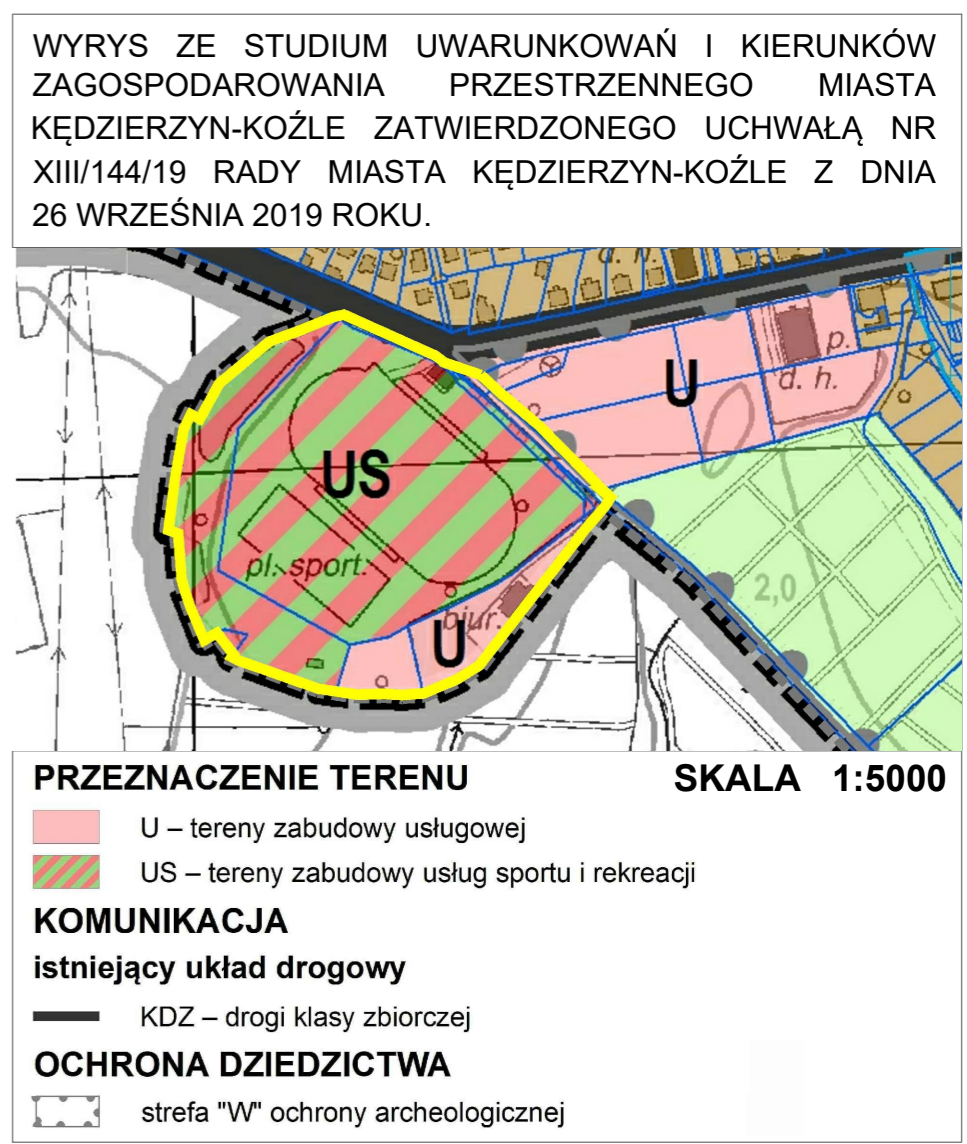 WYRYS ZE STUDIUM UWARUNKOWAŃ I KIERUNKÓW
ZAGOSPODAROWANIA PRZESTRZENNEGO MIASTA
KĘDZIERZYN-KOŹLE ZATWIERDZONEGO UCHWAŁĄ NR
XIII/144/19 RADY MIASTA KĘDZIERZYN-KOŹLE Z DNIA
26 WRZEŚNIA 2019 ROKU.
d. h.
U
p.
d. h.
US
pl. sport.
2,0
biur.
U
PRZEZNACZENIE TERENU SKALA 1:5000
U – tereny zabudowy usługowej
US – tereny zabudowy usług sportu i rekreacji
KOMUNIKACJA
istniejący układ drogowy
KDZ – drogi klasy zbiorczej
OCHRONA DZIEDZICTWA
strefa "W" ochrony archeologicznej